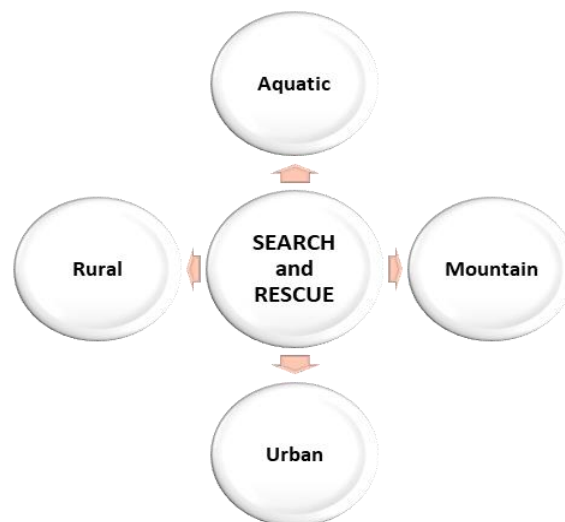 Aquatic
Rural
SEARCH
and
RESCUE
Mountain
Urban